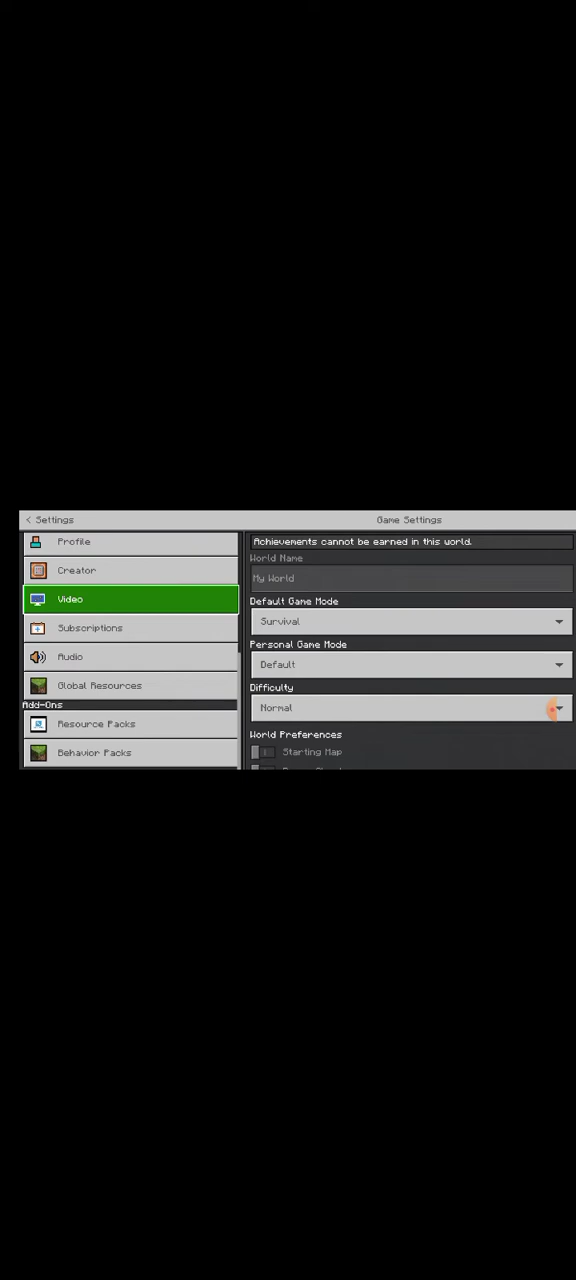 < Settings
Game Settings
Profile
Creator
Video
Subscriptions
Audio
Global Resources
Add-Ons
Resource Packs
Behavior Packs
Achievements cannot be earned in this world.
World Name
My World
Default Game Mode
Survival
Personal Game Mode
Default
Difficulty
Normal
World Preferences
Starting Map